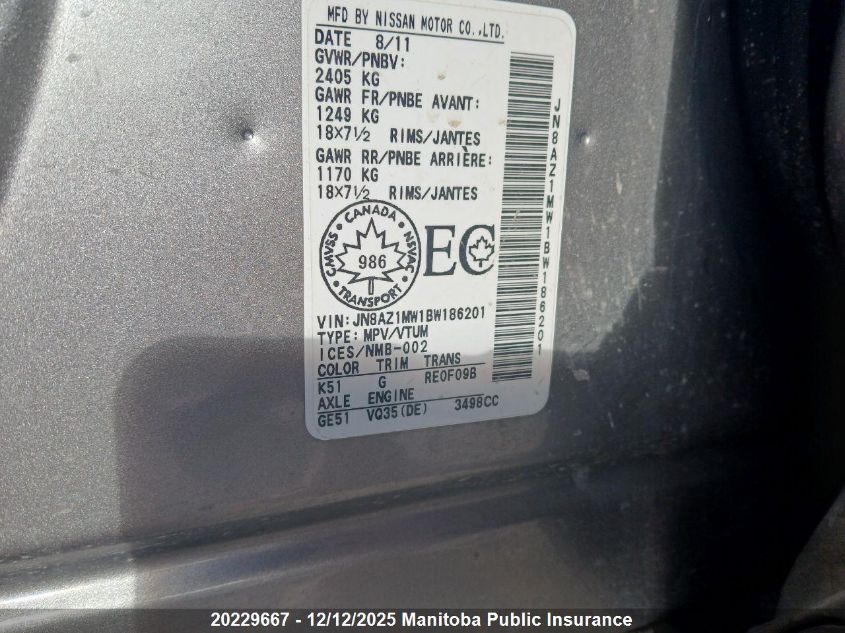 MFD BY NISSAN MOTOR CO.,LTD.
DATE 8/11
GVWR/PNBV:
2405 KG
GAWR FR/PNBE AVANT:
1249 KG
18X7½ RIMS/JANTES
GAWR RR/PNBE ARRIÈRE:
1170 KG
18X7½ RIMS/JANTES
CANADA
CMVSS
NSVAC
986
TRANSPORT
EC
VIN: JN8AZ1MW1BW186201
TYPE: MPV/VTUM
ICES/NMB-002
COLOR TRIM TRANS
K51 G RE0F09B
AXLE ENGINE
GE51 VQ35(DE) 3498CC
JN8AZ1MW1BW186201
20229667 - 12/12/2025 Manitoba Public Insurance